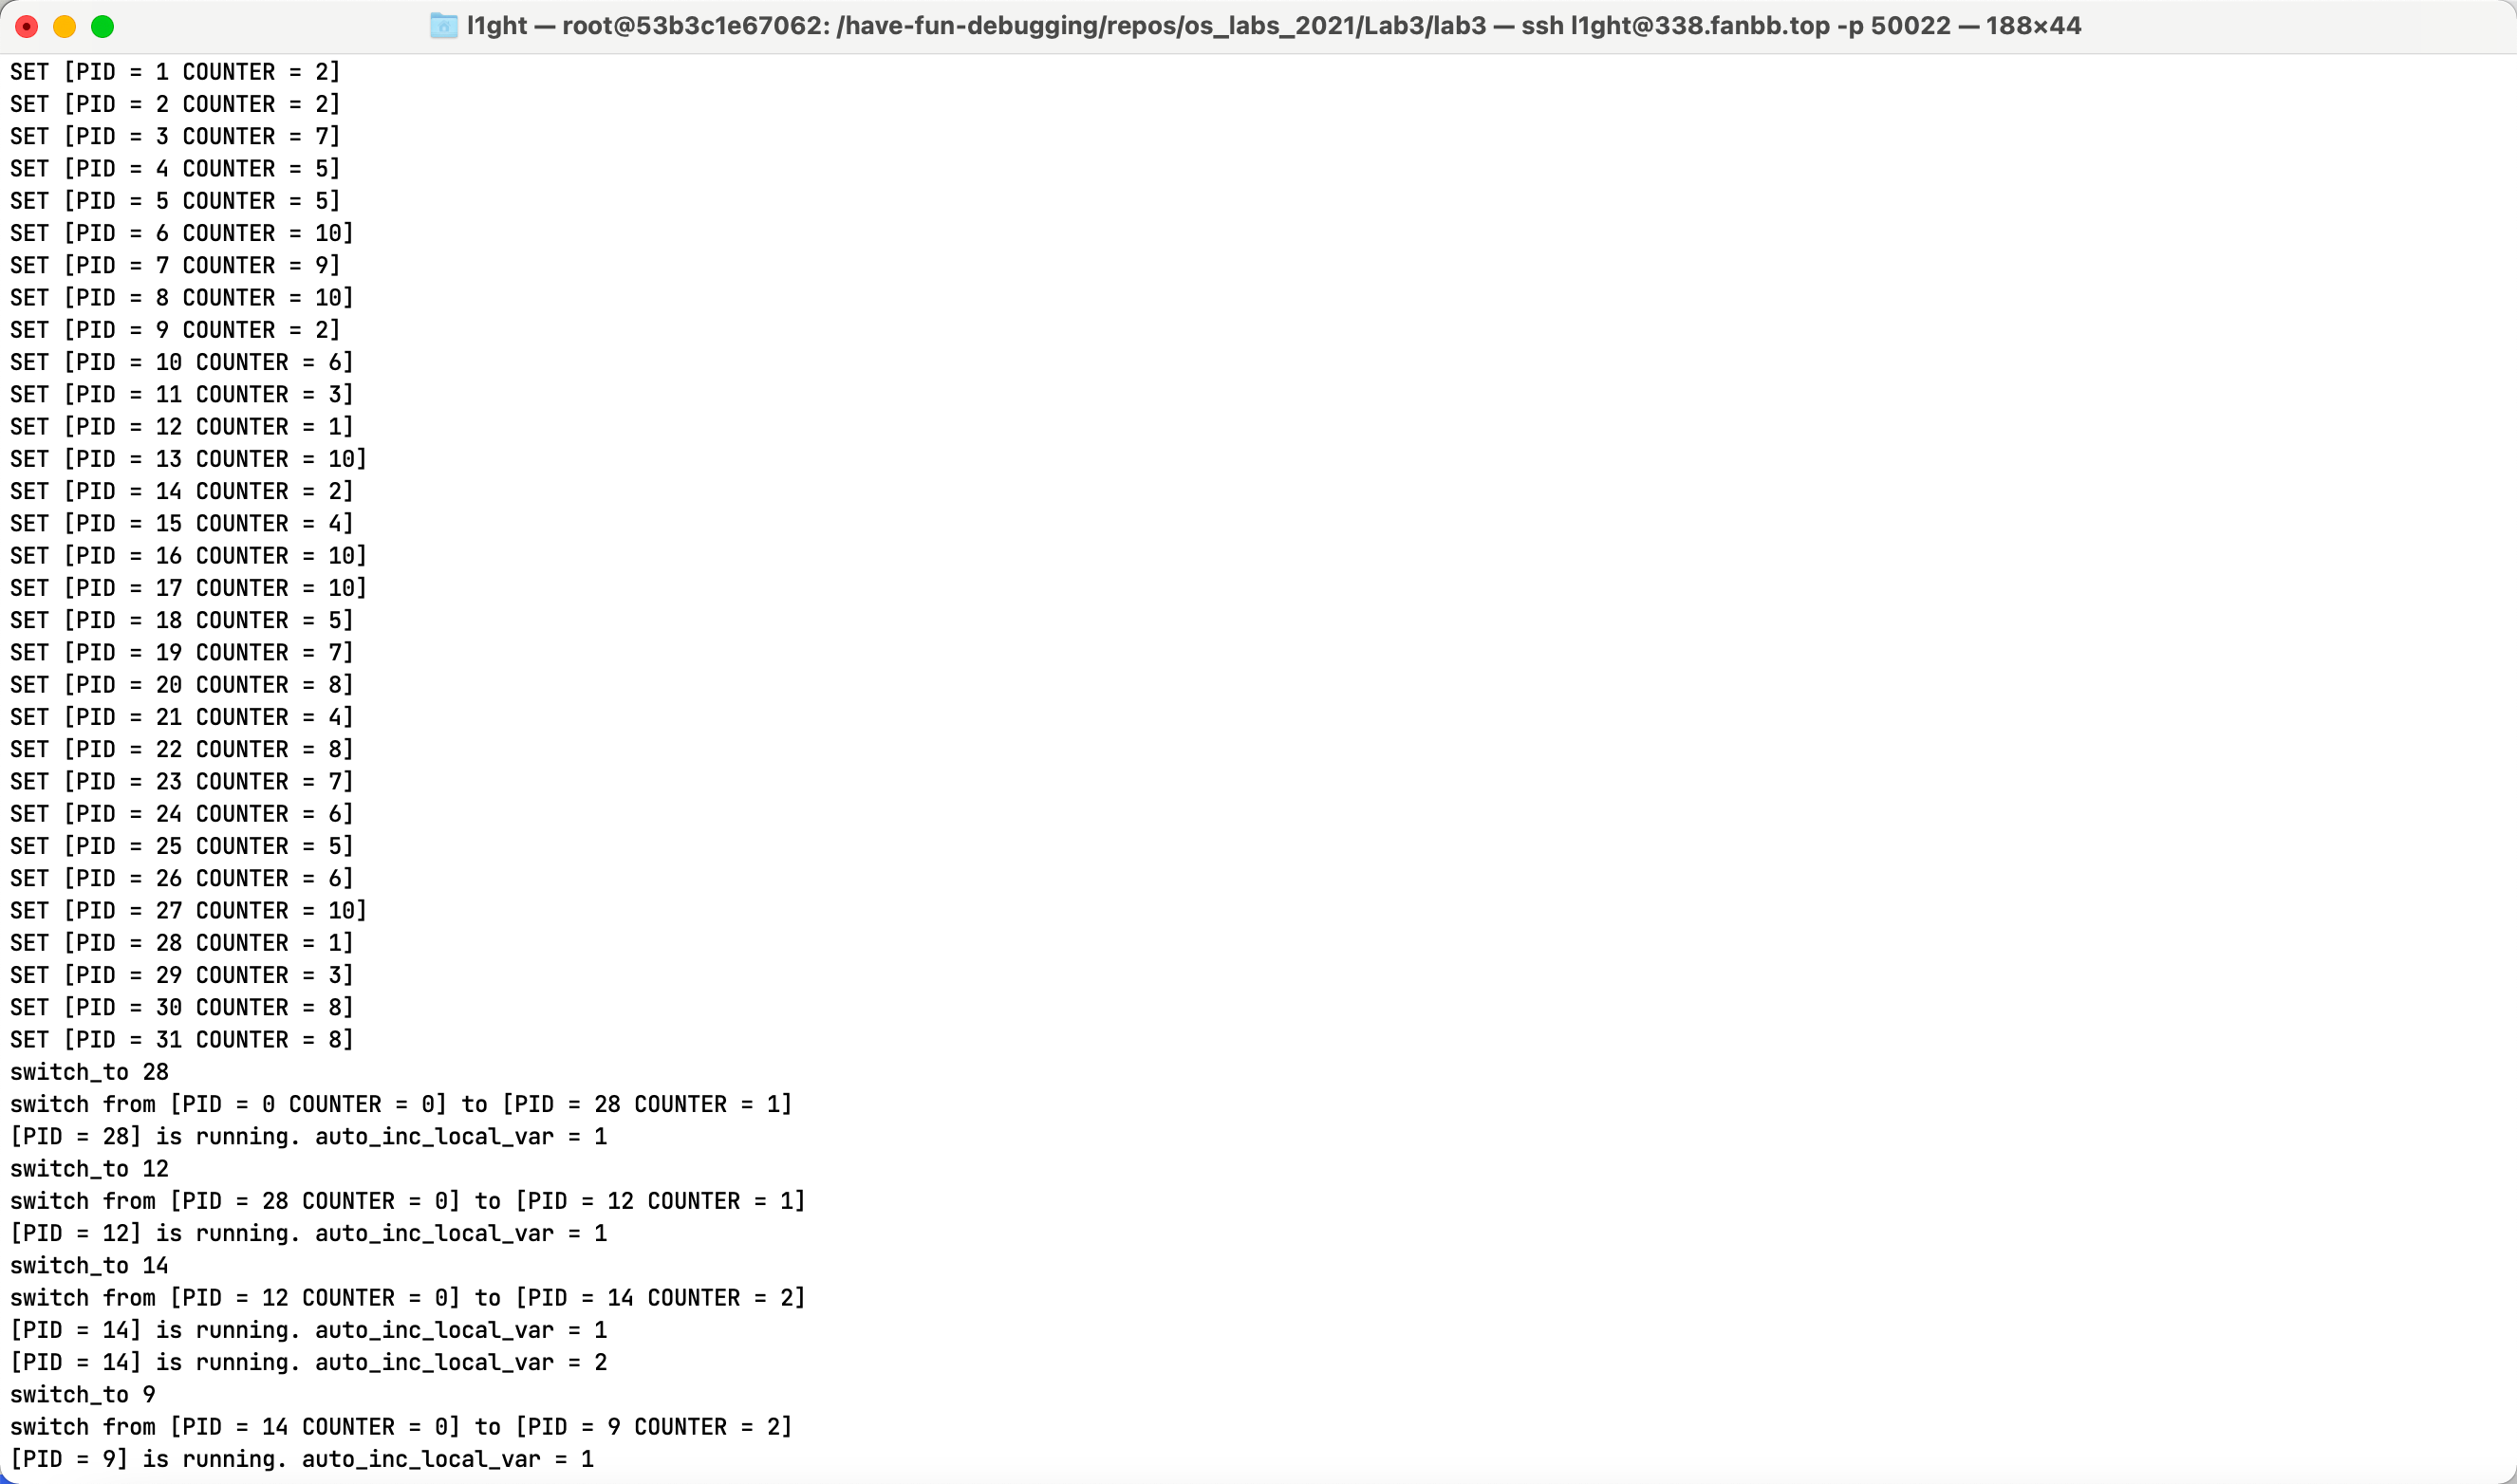 l1ght — root@53b3c1e67062: /have-fun-debugging/repos/os_labs_2021/Lab3/lab3 — ssh l1ght@338.fanbb.top -p 50022 — 188×44
SET [PID = 1 COUNTER = 2]
SET [PID = 2 COUNTER = 2]
SET [PID = 3 COUNTER = 7]
SET [PID = 4 COUNTER = 5]
SET [PID = 5 COUNTER = 5]
SET [PID = 6 COUNTER = 10]
SET [PID = 7 COUNTER = 9]
SET [PID = 8 COUNTER = 10]
SET [PID = 9 COUNTER = 2]
SET [PID = 10 COUNTER = 6]
SET [PID = 11 COUNTER = 3]
SET [PID = 12 COUNTER = 1]
SET [PID = 13 COUNTER = 10]
SET [PID = 14 COUNTER = 2]
SET [PID = 15 COUNTER = 4]
SET [PID = 16 COUNTER = 10]
SET [PID = 17 COUNTER = 10]
SET [PID = 18 COUNTER = 5]
SET [PID = 19 COUNTER = 7]
SET [PID = 20 COUNTER = 8]
SET [PID = 21 COUNTER = 4]
SET [PID = 22 COUNTER = 8]
SET [PID = 23 COUNTER = 7]
SET [PID = 24 COUNTER = 6]
SET [PID = 25 COUNTER = 5]
SET [PID = 26 COUNTER = 6]
SET [PID = 27 COUNTER = 10]
SET [PID = 28 COUNTER = 1]
SET [PID = 29 COUNTER = 3]
SET [PID = 30 COUNTER = 8]
SET [PID = 31 COUNTER = 8]
switch_to 28
switch from [PID = 0 COUNTER = 0] to [PID = 28 COUNTER = 1]
[PID = 28] is running. auto_inc_local_var = 1
switch_to 12
switch from [PID = 28 COUNTER = 0] to [PID = 12 COUNTER = 1]
[PID = 12] is running. auto_inc_local_var = 1
switch_to 14
switch from [PID = 12 COUNTER = 0] to [PID = 14 COUNTER = 2]
[PID = 14] is running. auto_inc_local_var = 1
[PID = 14] is running. auto_inc_local_var = 2
switch_to 9
switch from [PID = 14 COUNTER = 0] to [PID = 9 COUNTER = 2]
[PID = 9] is running. auto_inc_local_var = 1